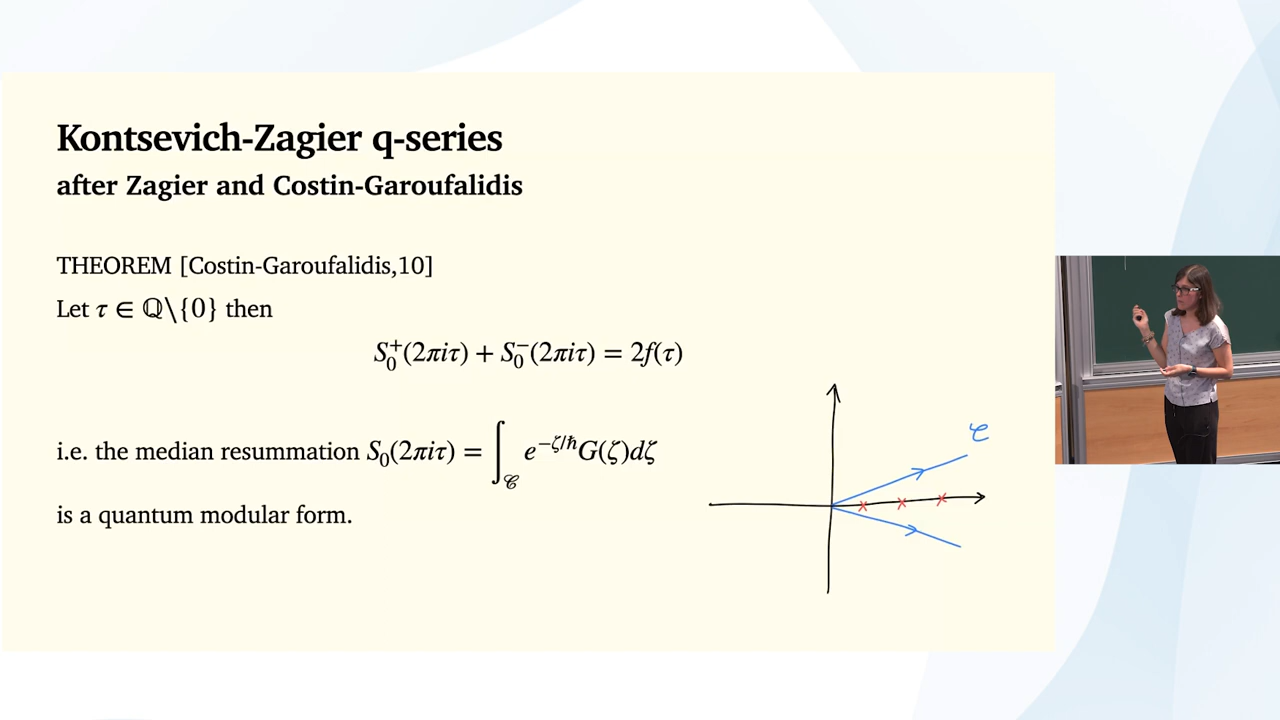 Kontsevich-Zagier q-series
after Zagier and Costin-Garoufalidis
THEOREM [Costin-Garoufalidis,10]
Let τ ∈ ℚ\{0} then
S₀⁺(2πiτ) + S₀⁻(2πiτ) = 2f(τ)
i.e. the median resummation S₀(2πiτ) = ∫_𝒞 e^{-ζ/ℏ}G(ζ)dζ
is a quantum modular form.
𝒞